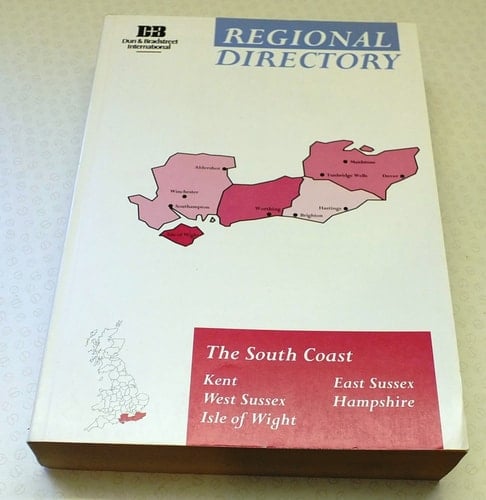 D&B
Dun & Bradstreet
International
REGIONAL
DIRECTORY
Aldershot
Maidstone
Tunbridge Wells
Dover
Winchester
Southampton
Worthing
Hastings
Brighton
Isle of Wight
The South Coast
Kent
East Sussex
West Sussex
Hampshire
Isle of Wight